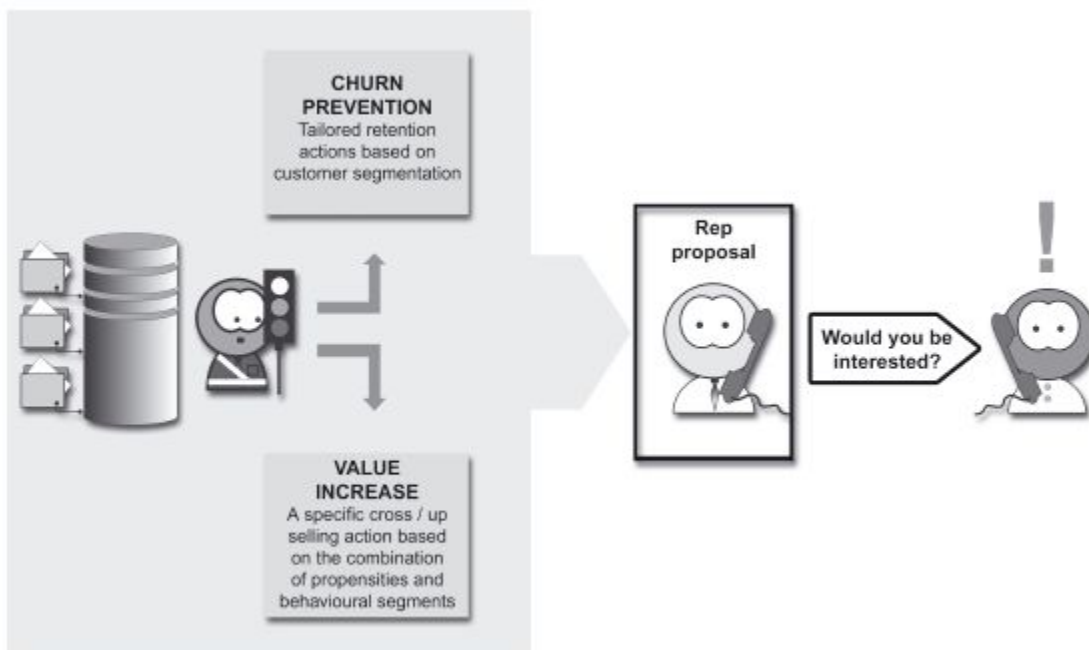 CHURN
PREVENTION
Tailored retention
actions based on
customer segmentation
Rep
proposal
Would you be
interested?
!
VALUE
INCREASE
A specific cross / up
selling action based
on the combination
of propensities and
behavioural segments